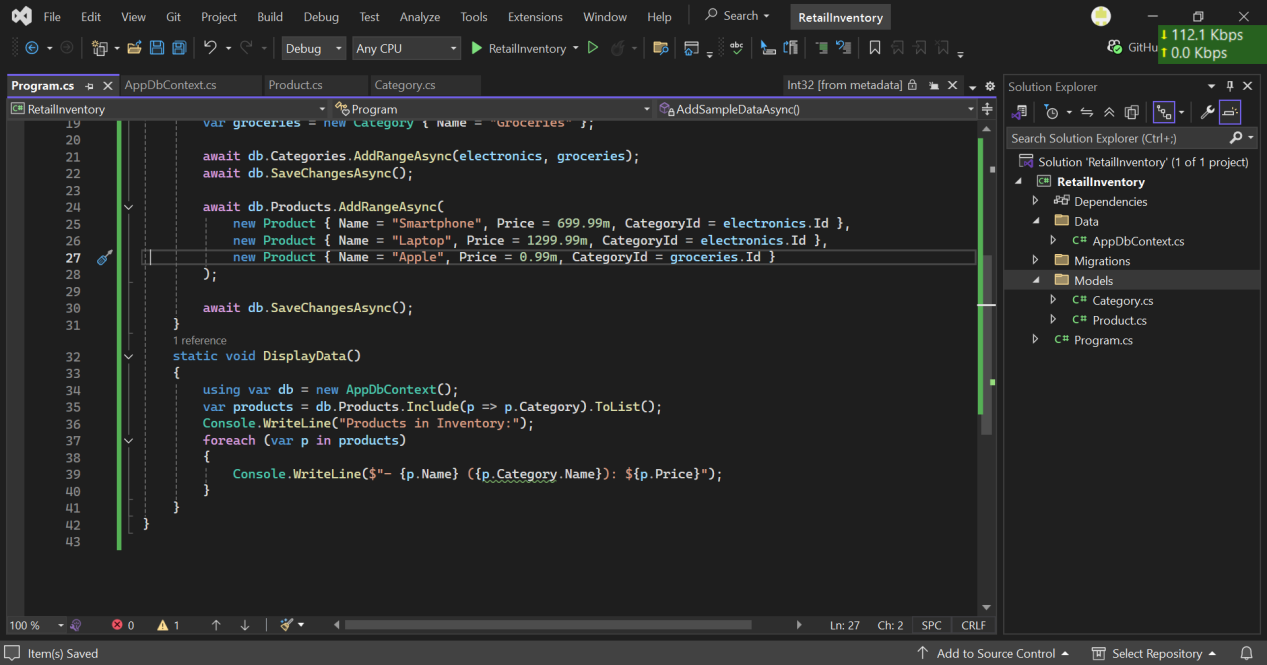 File Edit View Git Project Build Debug Test Analyze Tools Extensions Window Help Search RetailInventory
Debug Any CPU RetailInventory GitHu
112.1 Kbps
0.0 Kbps
Program.cs AppDbContext.cs Product.cs Category.cs Int32 [from metadata]
RetailInventory Program AddSampleDataAsync()
19 var groceries = new Category { Name = "Groceries" };
20
21 await db.Categories.AddRangeAsync(electronics, groceries);
22 await db.SaveChangesAsync();
23
24 await db.Products.AddRangeAsync(
25 new Product { Name = "Smartphone", Price = 699.99m, CategoryId = electronics.Id },
26 new Product { Name = "Laptop", Price = 1299.99m, CategoryId = electronics.Id },
27 new Product { Name = "Apple", Price = 0.99m, CategoryId = groceries.Id }
28 );
29
30 await db.SaveChangesAsync();
31 }
1 reference
32 static void DisplayData()
33 {
34 using var db = new AppDbContext();
35 var products = db.Products.Include(p => p.Category).ToList();
36 Console.WriteLine("Products in Inventory:");
37 foreach (var p in products)
38 {
39 Console.WriteLine($"- {p.Name} ({p.Category.Name}): ${p.Price}");
40 }
41 }
42 }
43
100 % 0 1 Ln: 27 Ch: 2 SPC CRLF
Solution Explorer
Search Solution Explorer (Ctrl+;)
Solution 'RetailInventory' (1 of 1 project)
C# RetailInventory
Dependencies
Data
C# AppDbContext.cs
Migrations
Models
C# Category.cs
C# Product.cs
C# Program.cs
Item(s) Saved Add to Source Control Select Repository